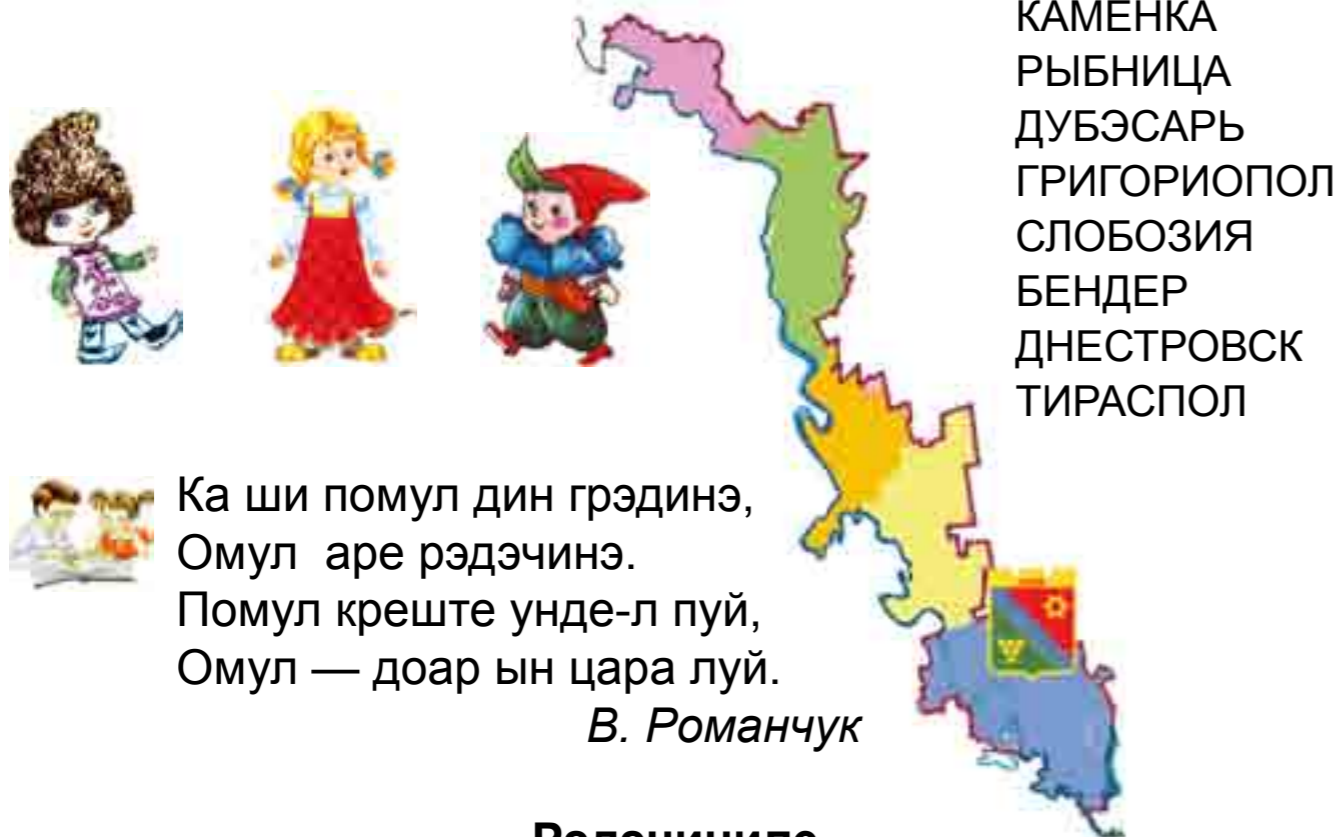 КАМЕНКА
РЫБНИЦА
ДУБЭСАРЬ
ГРИГОРИОПОЛ
СЛОБОЗИЯ
БЕНДЕР
ДНЕСТРОВСК
ТИРАСПОЛ
Ка ши помул дин грэдинэ,
Омул аре рэдэчинэ.
Помул креште унде-л пуй,
Омул — доар ын цара луй.
В. Романчук